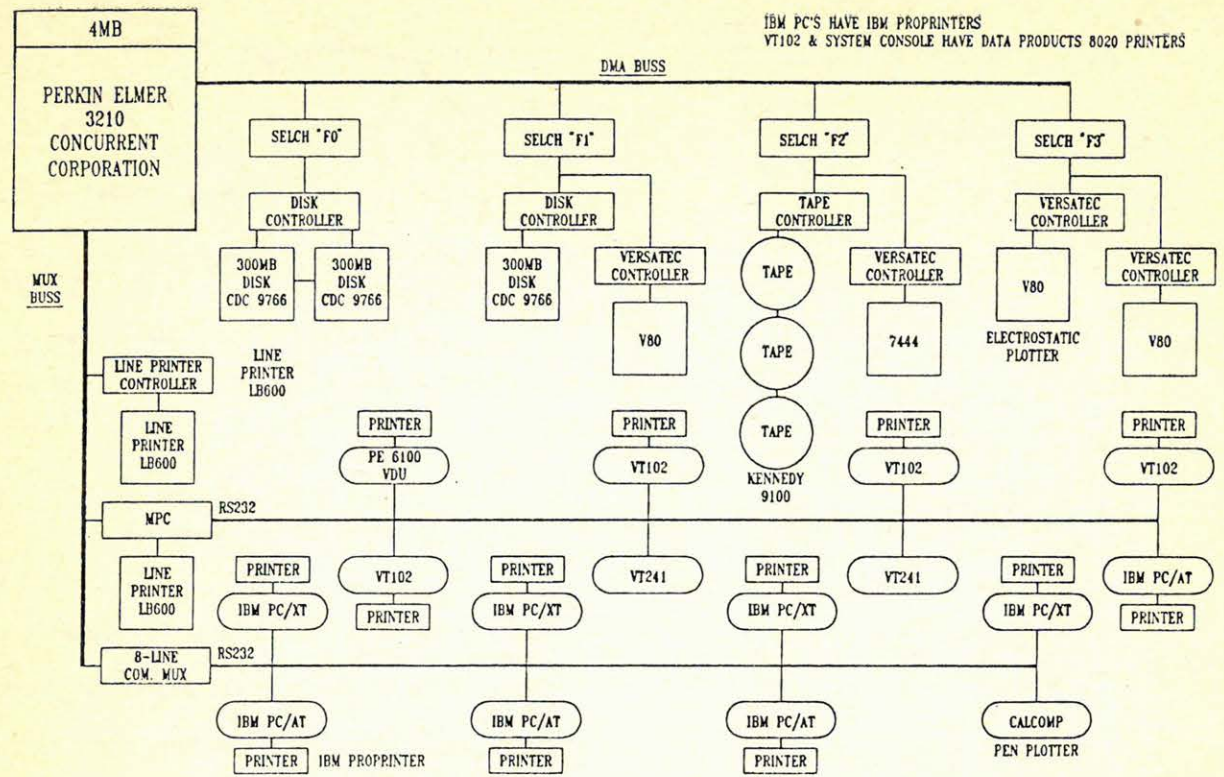 IBM PC'S HAVE IBM PROPRINTERS
VT102 & SYSTEM CONSOLE HAVE DATA PRODUCTS 8020 PRINTERS
4MB
PERKIN ELMER
3210
CONCURRENT
CORPORATION
DMA BUSS
SELCH "F0"
SELCH "F1"
SELCH "F2"
SELCH "F3"
DISK
CONTROLLER
DISK
CONTROLLER
TAPE
CONTROLLER
VERSATEC
CONTROLLER
MUX
BUSS
300MB
DISK
CDC 9766
300MB
DISK
CDC 9766
300MB
DISK
CDC 9766
VERSATEC
CONTROLLER
V80
TAPE
TAPE
TAPE
KENNEDY
9100
VERSATEC
CONTROLLER
7444
V80
ELECTROSTATIC
PLOTTER
VERSATEC
CONTROLLER
V80
LINE PRINTER
CONTROLLER
LINE
PRINTER
LB600
LINE
PRINTER
LB600
PRINTER
PE 6100
VDU
PRINTER
VT102
PRINTER
VT102
PRINTER
VT102
MPC
RS232
LINE
PRINTER
LB600
PRINTER
IBM PC/XT
VT102
PRINTER
PRINTER
IBM PC/XT
VT241
PRINTER
IBM PC/XT
VT241
PRINTER
IBM PC/XT
IBM PC/AT
PRINTER
8-LINE
COM. MUX
RS232
IBM PC/AT
PRINTER
IBM PROPRINTER
IBM PC/AT
PRINTER
IBM PC/AT
PRINTER
CALCOMP
PEN PLOTTER